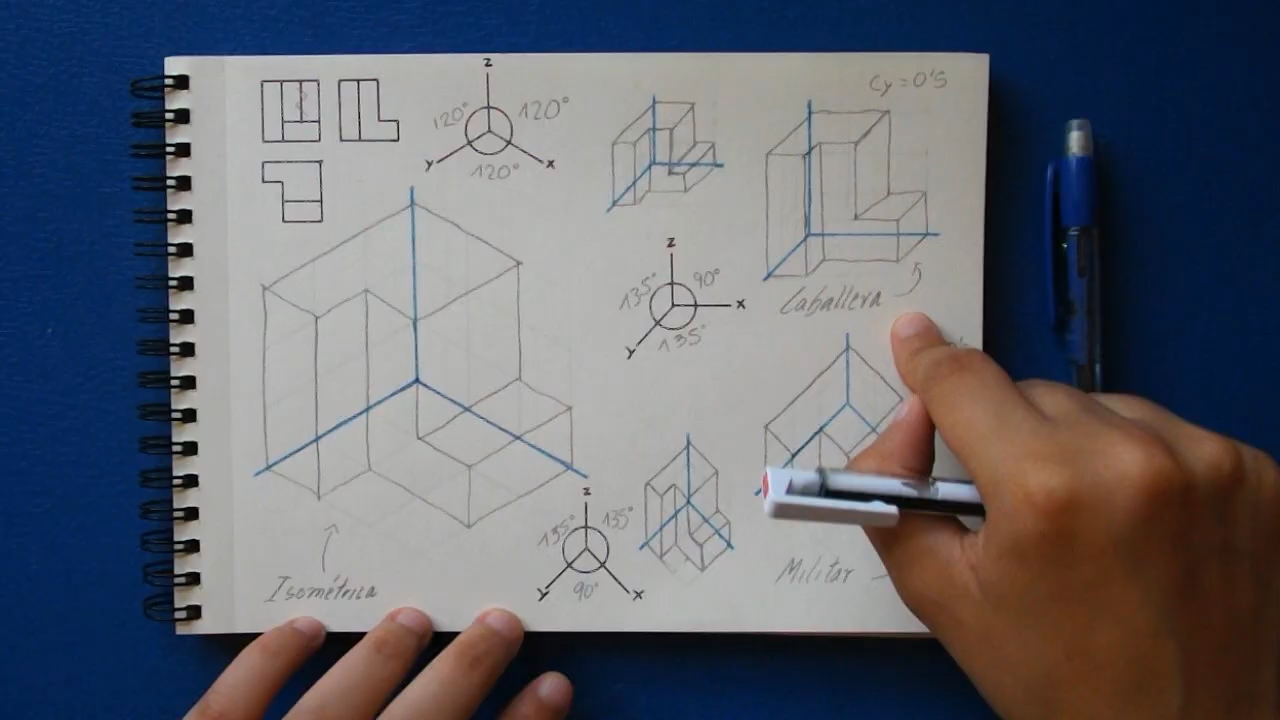 Z
120°
120°
120°
Y
X
Cy=0'5
Z
135°
90°
135°
X
Y
Caballera
Z
135°
135°
90°
Y
X
Isométrica
Militar